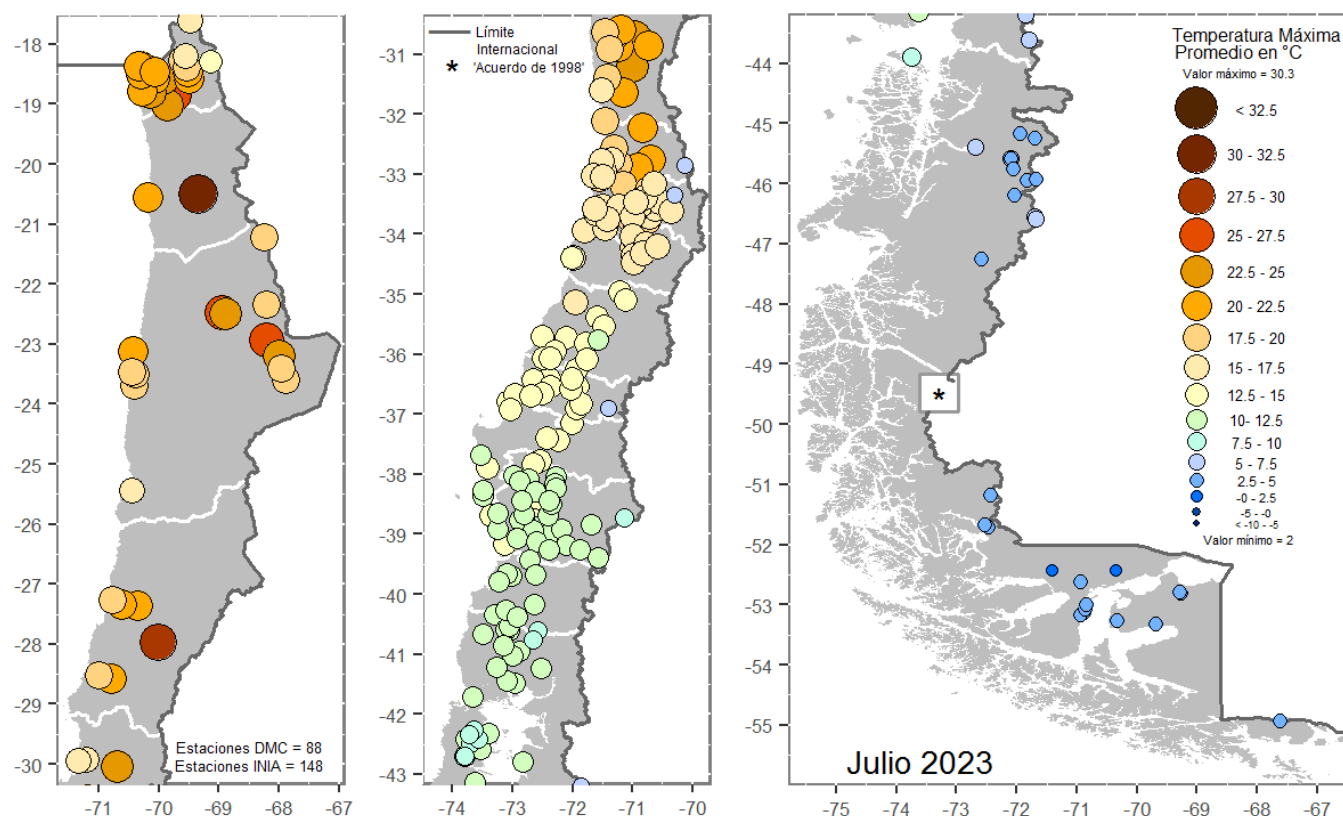 -18
-19
-20
-21
-22
-23
-24
-25
-26
-27
-28
-29
-30
-71
-70
-69
-68
-67
Estaciones DMC = 88
Estaciones INIA = 148
-31
-32
-33
-34
-35
-36
-37
-38
-39
-40
-41
-42
-43
-74
-73
-72
-71
-70
Límite
Internacional
* 'Acuerdo de 1998'
-44
-45
-46
-47
-48
-49
-50
-51
-52
-53
-54
-55
-75
-74
-73
-72
-71
-70
-69
-68
-67
*
Julio 2023
Temperatura Máxima
Promedio en °C
Valor máximo = 30.3
< 32.5
30 - 32.5
27.5 - 30
25 - 27.5
22.5 - 25
20 - 22.5
17.5 - 20
15 - 17.5
12.5 - 15
10- 12.5
7.5 - 10
5 - 7.5
2.5 - 5
-0 - 2.5
-5 - -0
< -10 - -5
Valor mínimo = 2